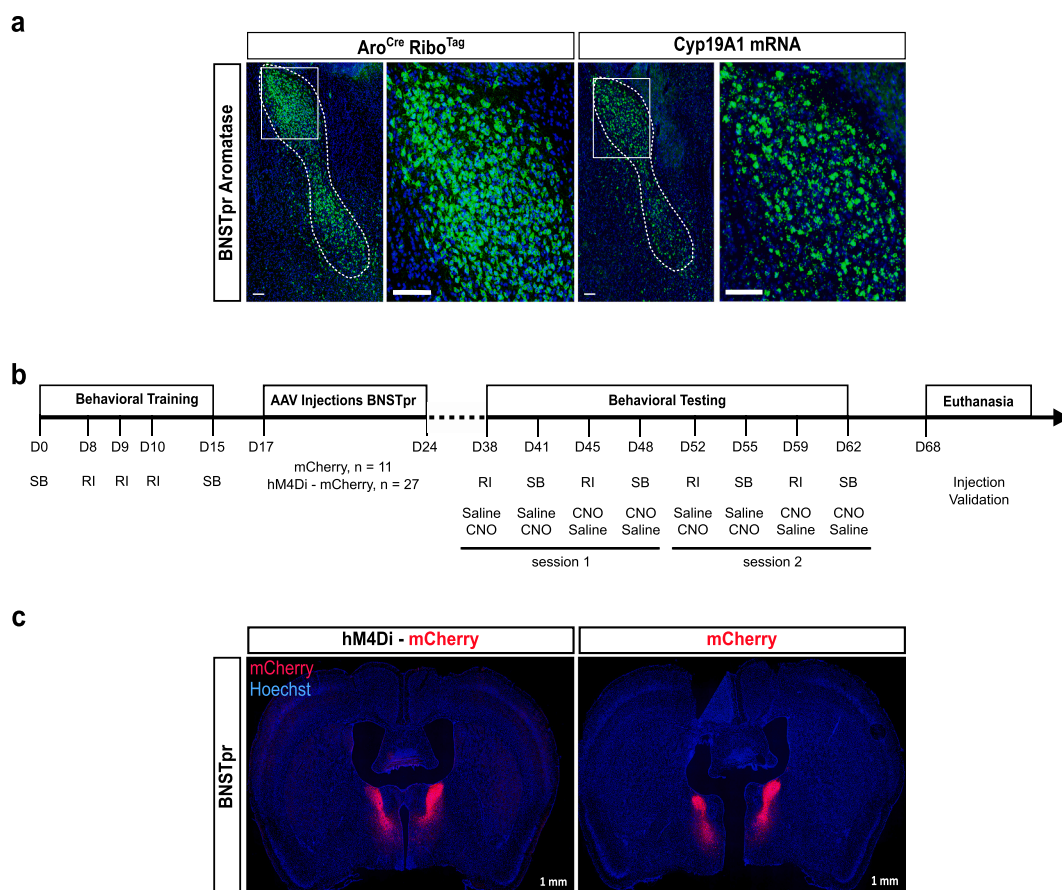 a
Aro^Cre Ribo^Tag
Cyp19A1 mRNA
BNSTpr Aromatase
b
Behavioral Training
AAV Injections BNSTpr
Behavioral Testing
Euthanasia
D0 D8 D9 D10 D15 D17 D24 D38 D41 D45 D48 D52 D55 D59 D62 D68
SB RI RI RI SB
mCherry, n = 11
hM4Di - mCherry, n = 27
RI SB RI SB RI SB RI SB
Injection
Validation
Saline Saline CNO CNO Saline Saline CNO CNO
CNO CNO Saline Saline CNO CNO Saline Saline
session 1 session 2
c
hM4Di - mCherry
mCherry
BNSTpr
mCherry
Hoechst
1 mm
1 mm